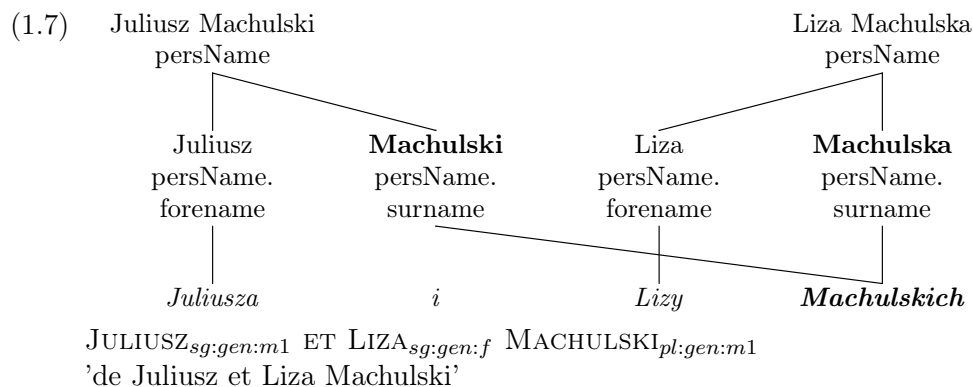 (1.7) Juliusz Machulski Liza Machulska
persName persName
Juliusz Machulski Liza Machulska
persName. persName. persName. persName.
forename surname forename surname
Juliusza i Lizy Machulskich
JULIUSZsg:gen:m1 ET LIZAsg:gen:f MACHULSKIpl:gen:m1
'de Juliusz et Liza Machulski'